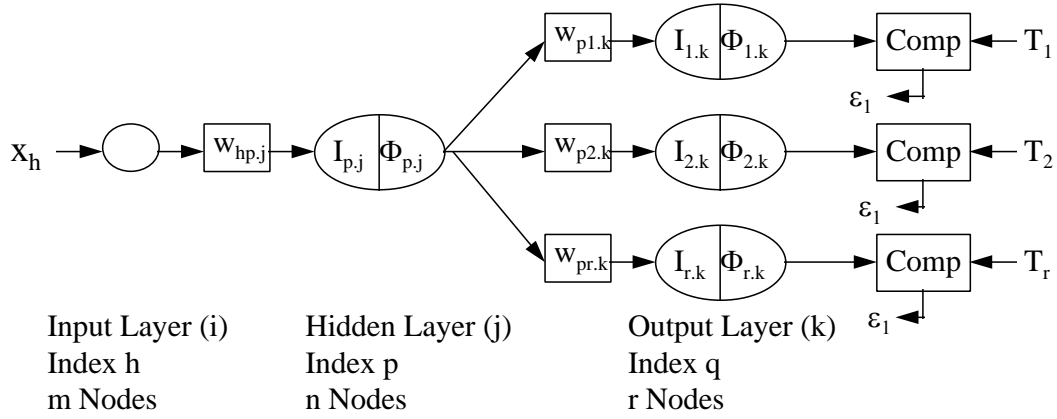 w_p1.k I_1.k Φ_1.k Comp T_1
ε_1
x_h w_hp.j I_p.j Φ_p.j w_p2.k I_2.k Φ_2.k Comp T_2
ε_1
w_pr.k I_r.k Φ_r.k Comp T_r
ε_1
Input Layer (i) Hidden Layer (j) Output Layer (k)
Index h Index p Index q
m Nodes n Nodes r Nodes